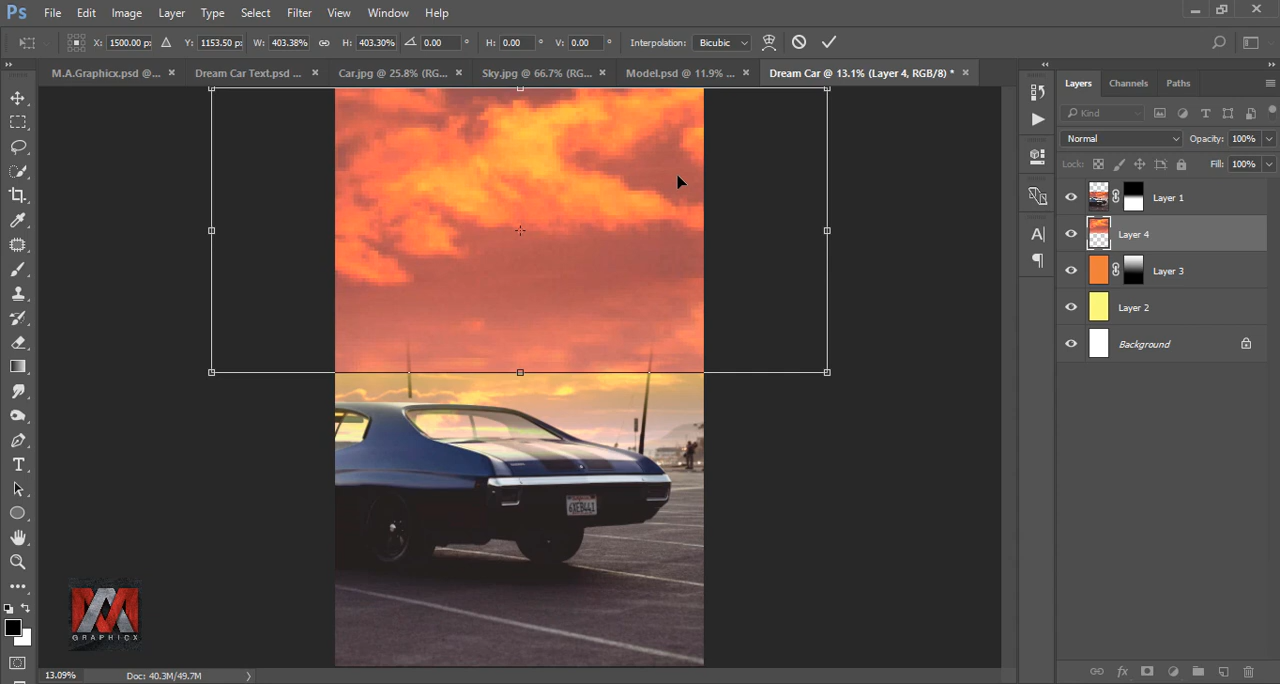 Ps File Edit Image Layer Type Select Filter View Window Help
X: 1500.00 px Y: 1153.50 px W: 403.38% H: 403.30% 0.00 ° H: 0.00 ° V: 0.00 ° Interpolation: Bicubic
M.A.Graphicx.psd @... × Dream Car Text.psd ... × Car.jpg @ 25.8% (RG... × Sky.jpg @ 66.7% (RG... × Model.psd @ 11.9% ... × Dream Car @ 13.1% (Layer 4, RGB/8) * ×
Layers Channels Paths
Kind
Normal Opacity: 100%
Lock: Fill: 100%
Layer 1
Layer 4
Layer 3
Layer 2
Background
6XEB441
GRAPHICX
13.09% Doc: 40.3M/49.7M